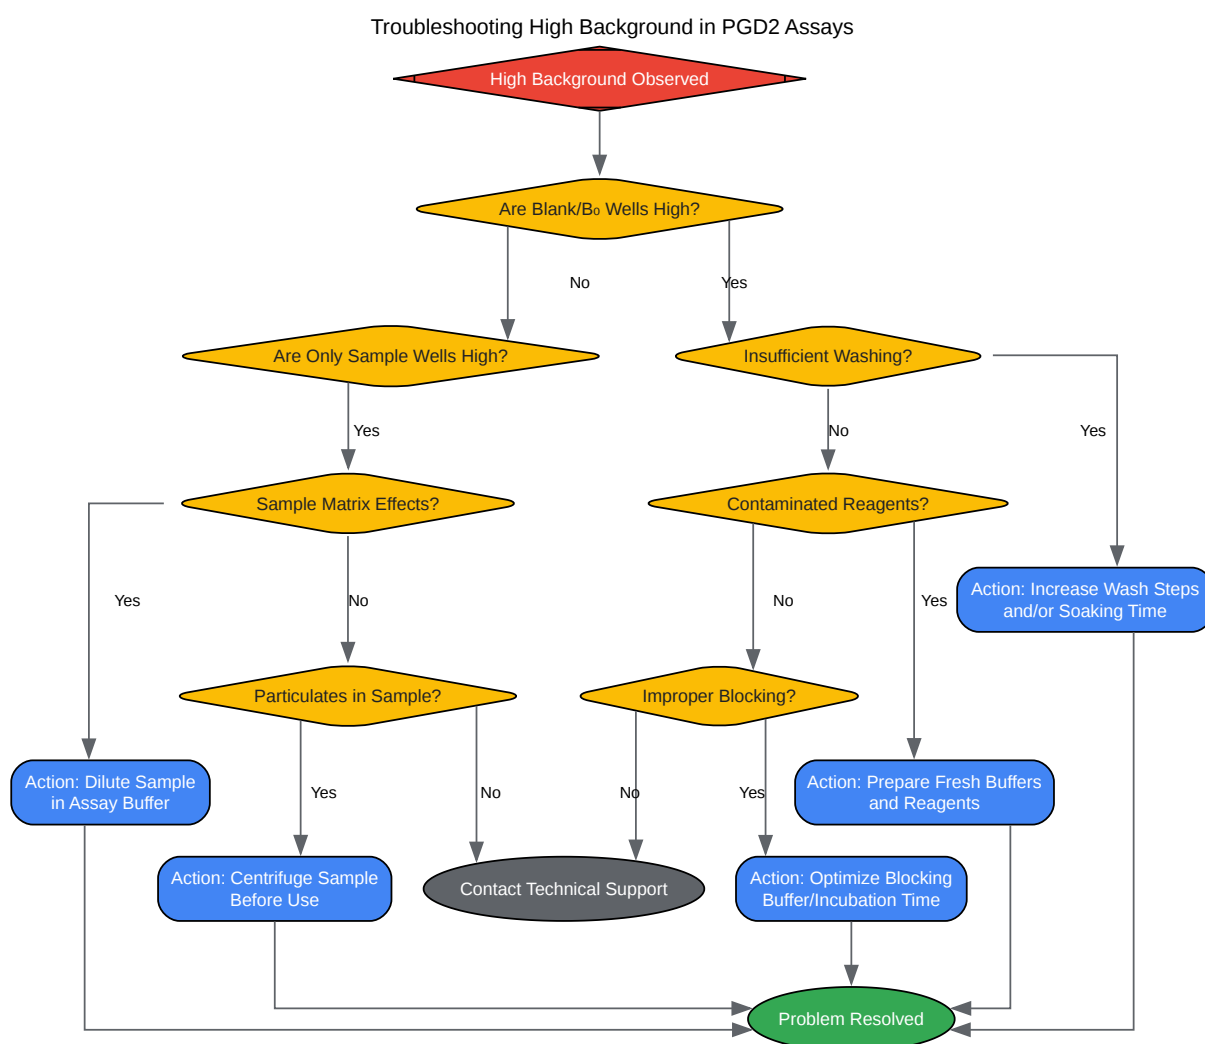 Troubleshooting High Background in PGD2 Assays
High Background Observed
Are Blank/B₀ Wells High?
No
Yes
Are Only Sample Wells High?
Insufficient Washing?
Yes
No
Yes
Sample Matrix Effects?
Contaminated Reagents?
Action: Increase Wash Steps
and/or Soaking Time
Yes
No
No
Yes
Particulates in Sample?
Improper Blocking?
Action: Dilute Sample
in Assay Buffer
Yes
No
No
Yes
Action: Prepare Fresh Buffers
and Reagents
Action: Centrifuge Sample
Before Use
Contact Technical Support
Action: Optimize Blocking
Buffer/Incubation Time
Problem Resolved